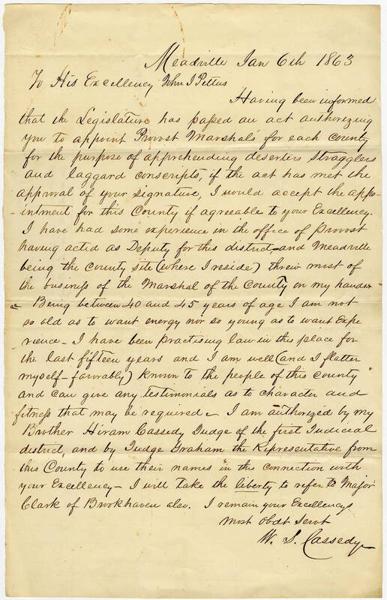 Meadville Jan 6th 1863
To His Excellency John J Pettus
Having been informed
that the Legislature has passed an act authorizing
you to appoint Provost Marshals for each County
for the purpose of apprehending deserters Stragglers
and laggard conscripts, if the act has met the
approval of your signature, I would accept the appo-
intment for this County if agreeable to your Excellency.
I have had some experience in the office of Provost
having acted as Deputy for this district and Meadville
being the County site (where I reside) threw most of
the business of the Marshal of the County on my hands
Being between 40 and 45 years of age I am not
so old as to want energy nor so young as to want Expe
rience - I have been practising law in this place for
the last fifteen years and I am well (and I flatter
myself - favorably) known to the people of this county
and can give any testimonials as to character and
fitness that may be required - I am authorized by my
Brother Hiram Cassedy Judge of the first Judicial
district, and by Judge Graham the Representative from
this County to use their names in this connection with
your Excellency - I will take the liberty to refer to Major
Clark of Brookhaven also. I remain your Excellencys
most obdt Servt
W. S. Cassedy